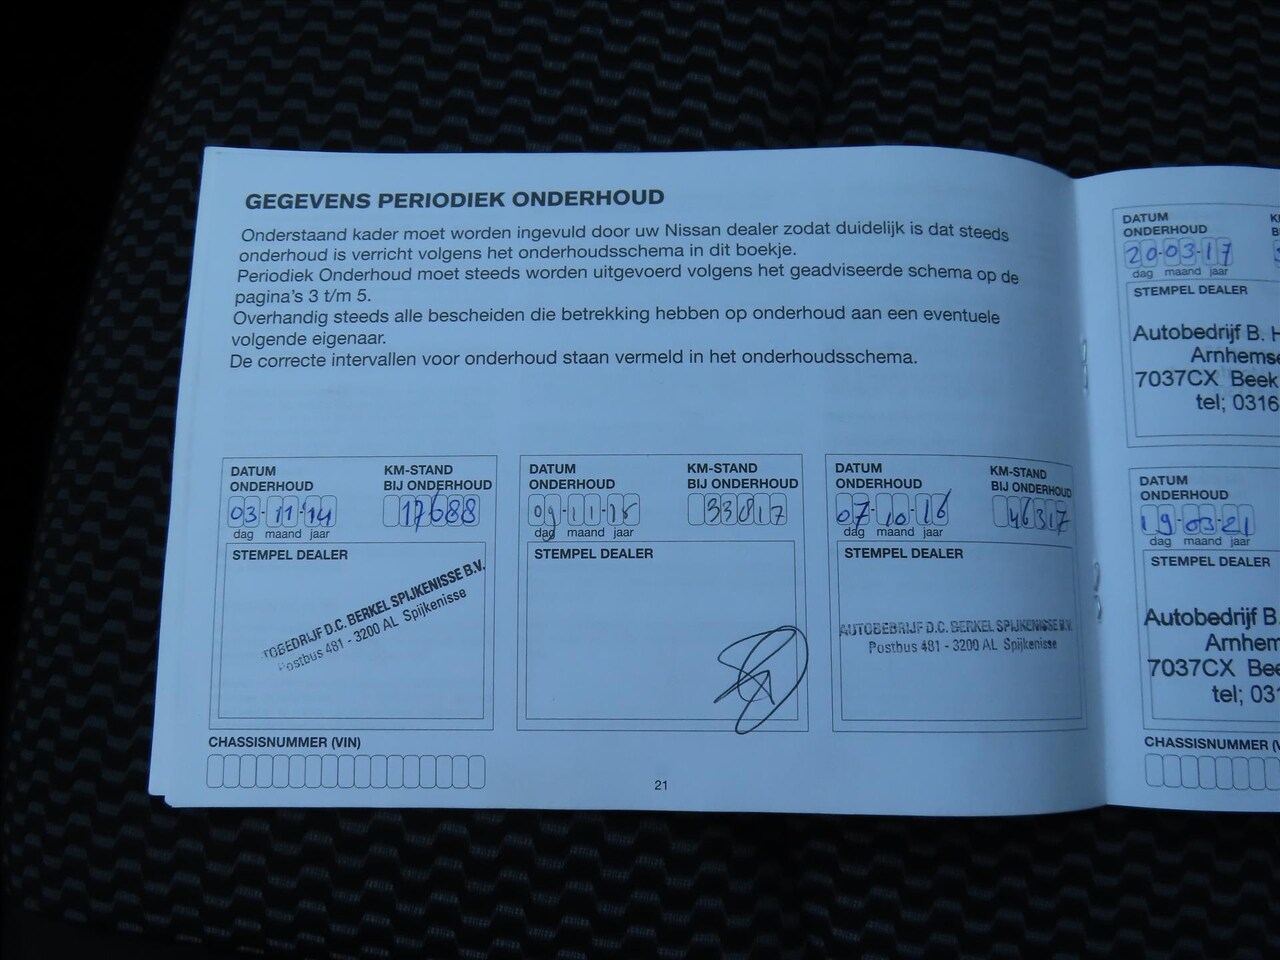 GEGEVENS PERIODIEK ONDERHOUD
Onderstaand kader moet worden ingevuld door uw Nissan dealer zodat duidelijk is dat steeds
onderhoud is verricht volgens het onderhoudsschema in dit boekje.
Periodiek Onderhoud moet steeds worden uitgevoerd volgens het geadviseerde schema op de
pagina's 3 t/m 5.
Overhandig steeds alle bescheiden die betrekking hebben op onderhoud aan een eventuele
volgende eigenaar.
De correcte intervallen voor onderhoud staan vermeld in het onderhoudsschema.
DATUM
ONDERHOUD
KM-STAND
BIJ ONDERHOUD
03-11-14
17688
dag maand jaar
STEMPEL DEALER
TOBEDRIJF D.C. BERKEL SPIJKENISSE B.V.
Postbus 481 - 3200 AL Spijkenisse
CHASSISNUMMER (VIN)
DATUM
ONDERHOUD
KM-STAND
BIJ ONDERHOUD
09-11-15
33817
dag maand jaar
STEMPEL DEALER
DATUM
ONDERHOUD
KM-STAND
BIJ ONDERHOUD
07-10-16
46317
dag maand jaar
STEMPEL DEALER
AUTOBEDRIJF D.C. BERKEL SPIJKENISSE B.V.
Postbus 481 - 3200 AL Spijkenisse
21
DATUM
ONDERHOUD
20-03-17
dag maand jaar
STEMPEL DEALER
Autobedrijf B. H
Arnhemse
7037CX Beek
tel; 0316
DATUM
ONDERHOUD
19-03-21
dag maand jaar
STEMPEL DEALER
Autobedrijf B.
Arnhem
7037CX Bee
tel; 031
CHASSISNUMMER (V